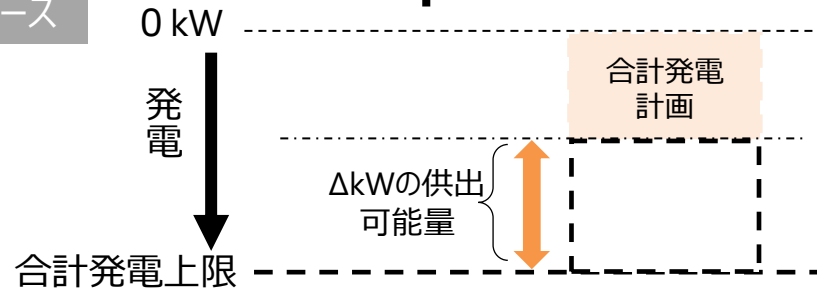 ース
0 kW
合計発電
計画
発電
ΔkWの供出
可能量
合計発電上限